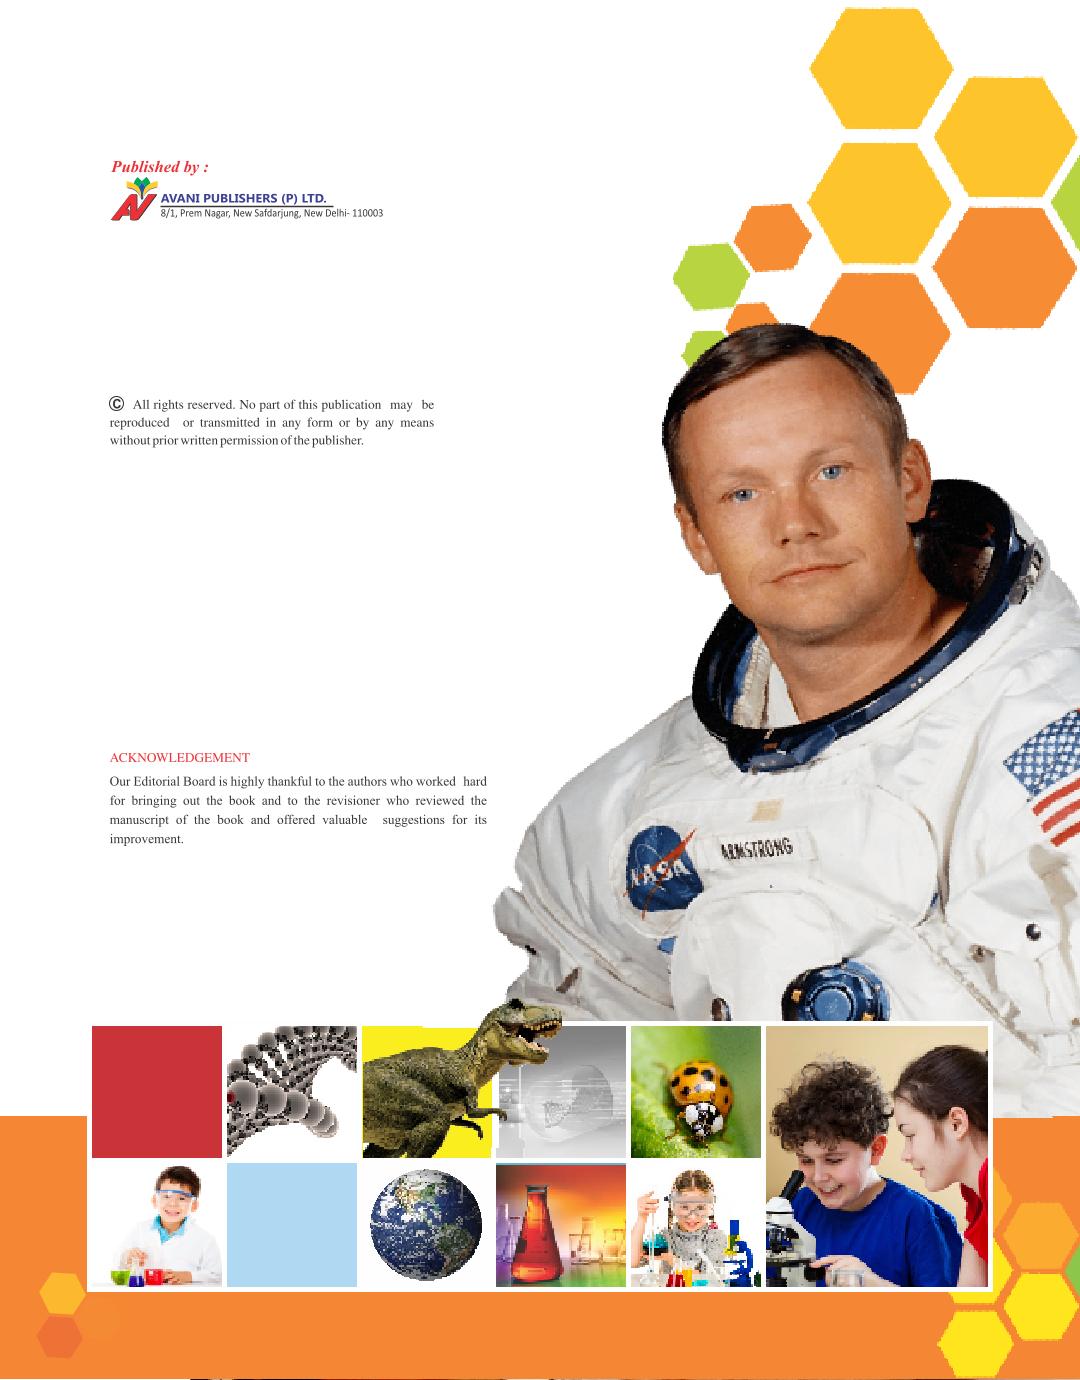 Published by :
AVANI PUBLISHERS (P) LTD.
8/1, Prem Nagar, New Safdarjung, New Delhi- 110003
© All rights reserved. No part of this publication may be
reproduced or transmitted in any form or by any means
without prior written permission of the publisher.
ACKNOWLEDGEMENT
Our Editorial Board is highly thankful to the authors who worked hard
for bringing out the book and to the revisioner who reviewed the
manuscript of the book and offered valuable suggestions for its
improvement.
NASA
ARMSTRONG